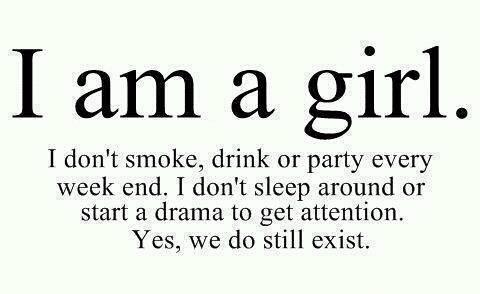 I am a girl.
I don't smoke, drink or party every
week end. I don't sleep around or
start a drama to get attention.
Yes, we do still exist.